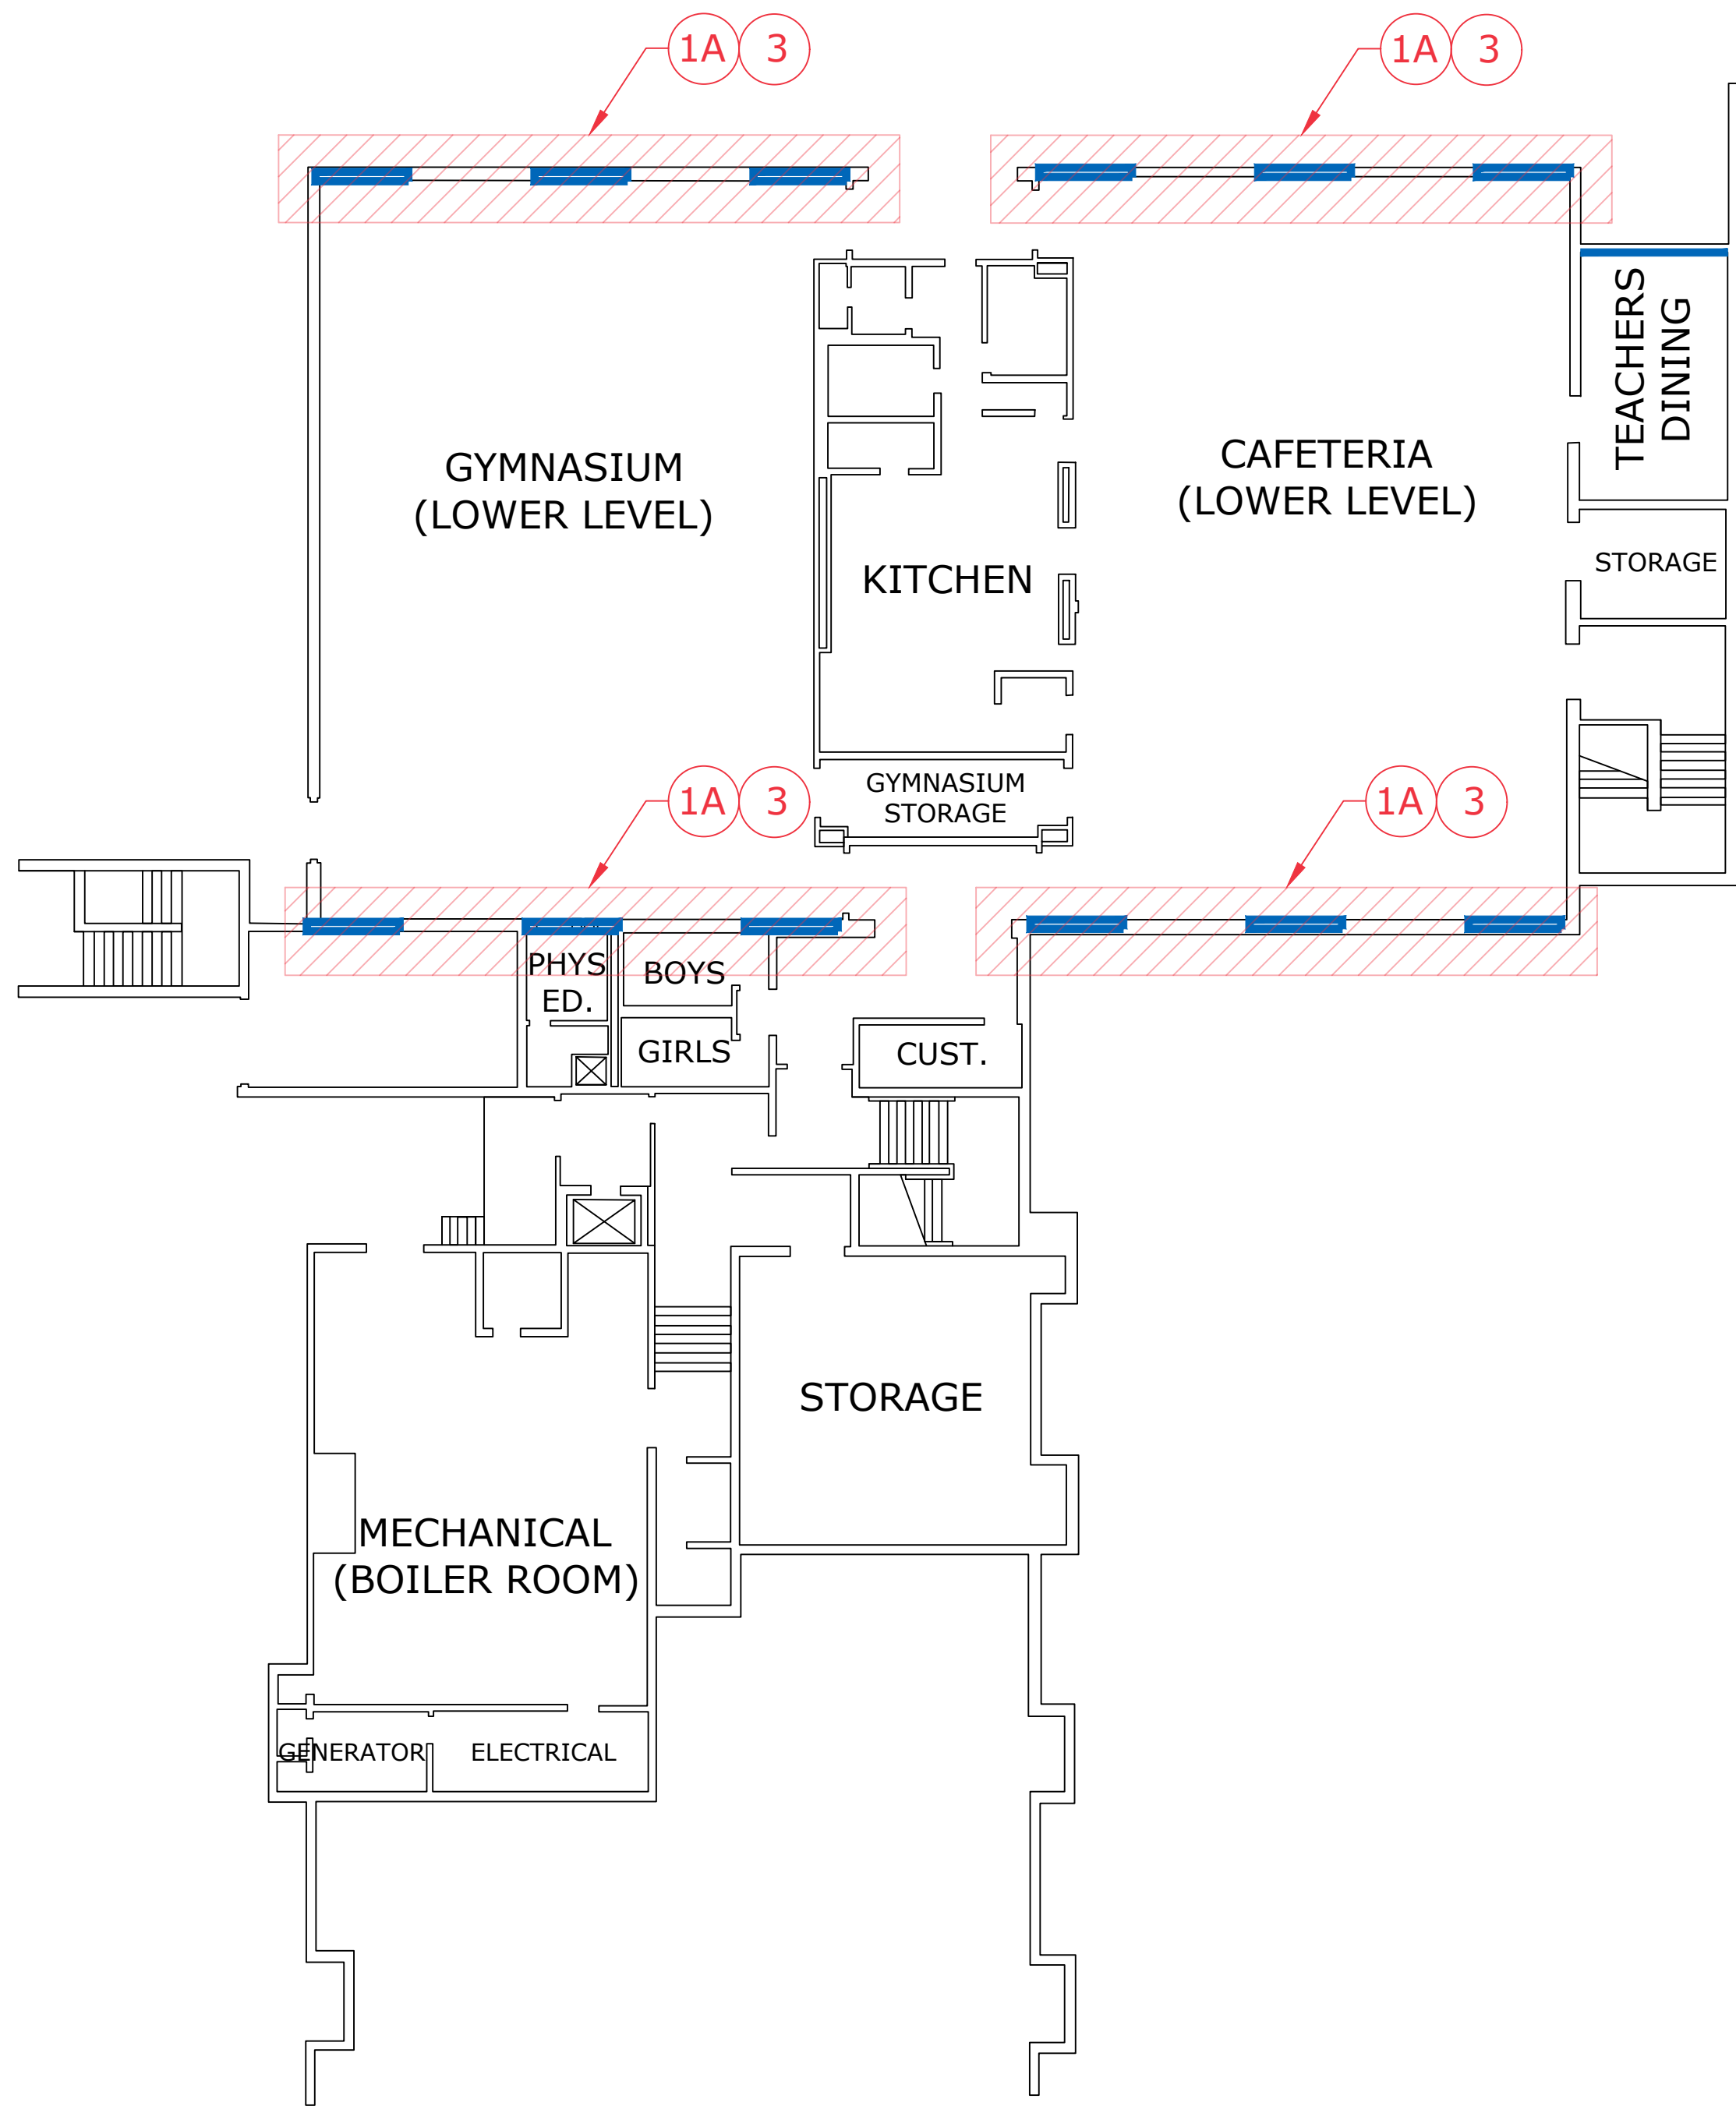 1A 3
1A 3
TEACHERS
DINING
GYMNASIUM
(LOWER LEVEL)
CAFETERIA
(LOWER LEVEL)
STORAGE
KITCHEN
GYMNASIUM
STORAGE
1A 3
1A 3
PHYS
ED.
BOYS
GIRLS
CUST.
STORAGE
MECHANICAL
(BOILER ROOM)
GENERATOR
ELECTRICAL